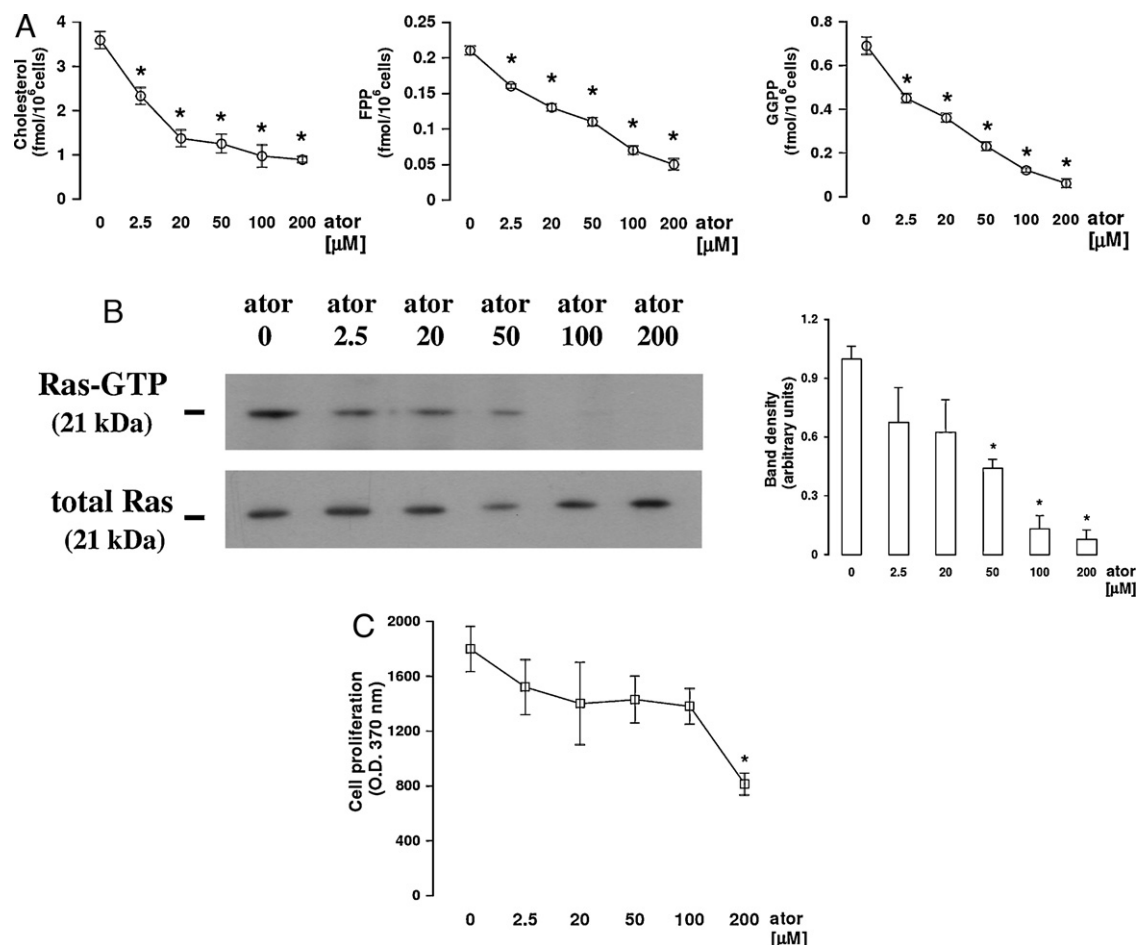 A
Cholesterol
(fmol/10⁶cells)
4
3
2
1
0
* * * * *
0 2.5 20 50 100 200 ator
[µM]
FPP
(fmol/10⁶cells)
0.25
0.2
0.15
0.1
0.05
0
* * * * *
0 2.5 20 50 100 200 ator
[µM]
GGPP
(fmol/10⁶cells)
0.8
0.6
0.4
0.2
0
* * * * *
0 2.5 20 50 100 200 ator
[µM]
B
ator ator ator ator ator ator
0 2.5 20 50 100 200
Ras-GTP
(21 kDa)
total Ras
(21 kDa)
Band density
(arbitrary units)
1.2
0.9
0.6
0.3
0
* * *
0 2.5 20 50 100 200 ator
[µM]
C
Cell proliferation
(O.D. 370 nm)
2000
1600
1200
800
400
0
*
0 2.5 20 50 100 200 ator
[µM]